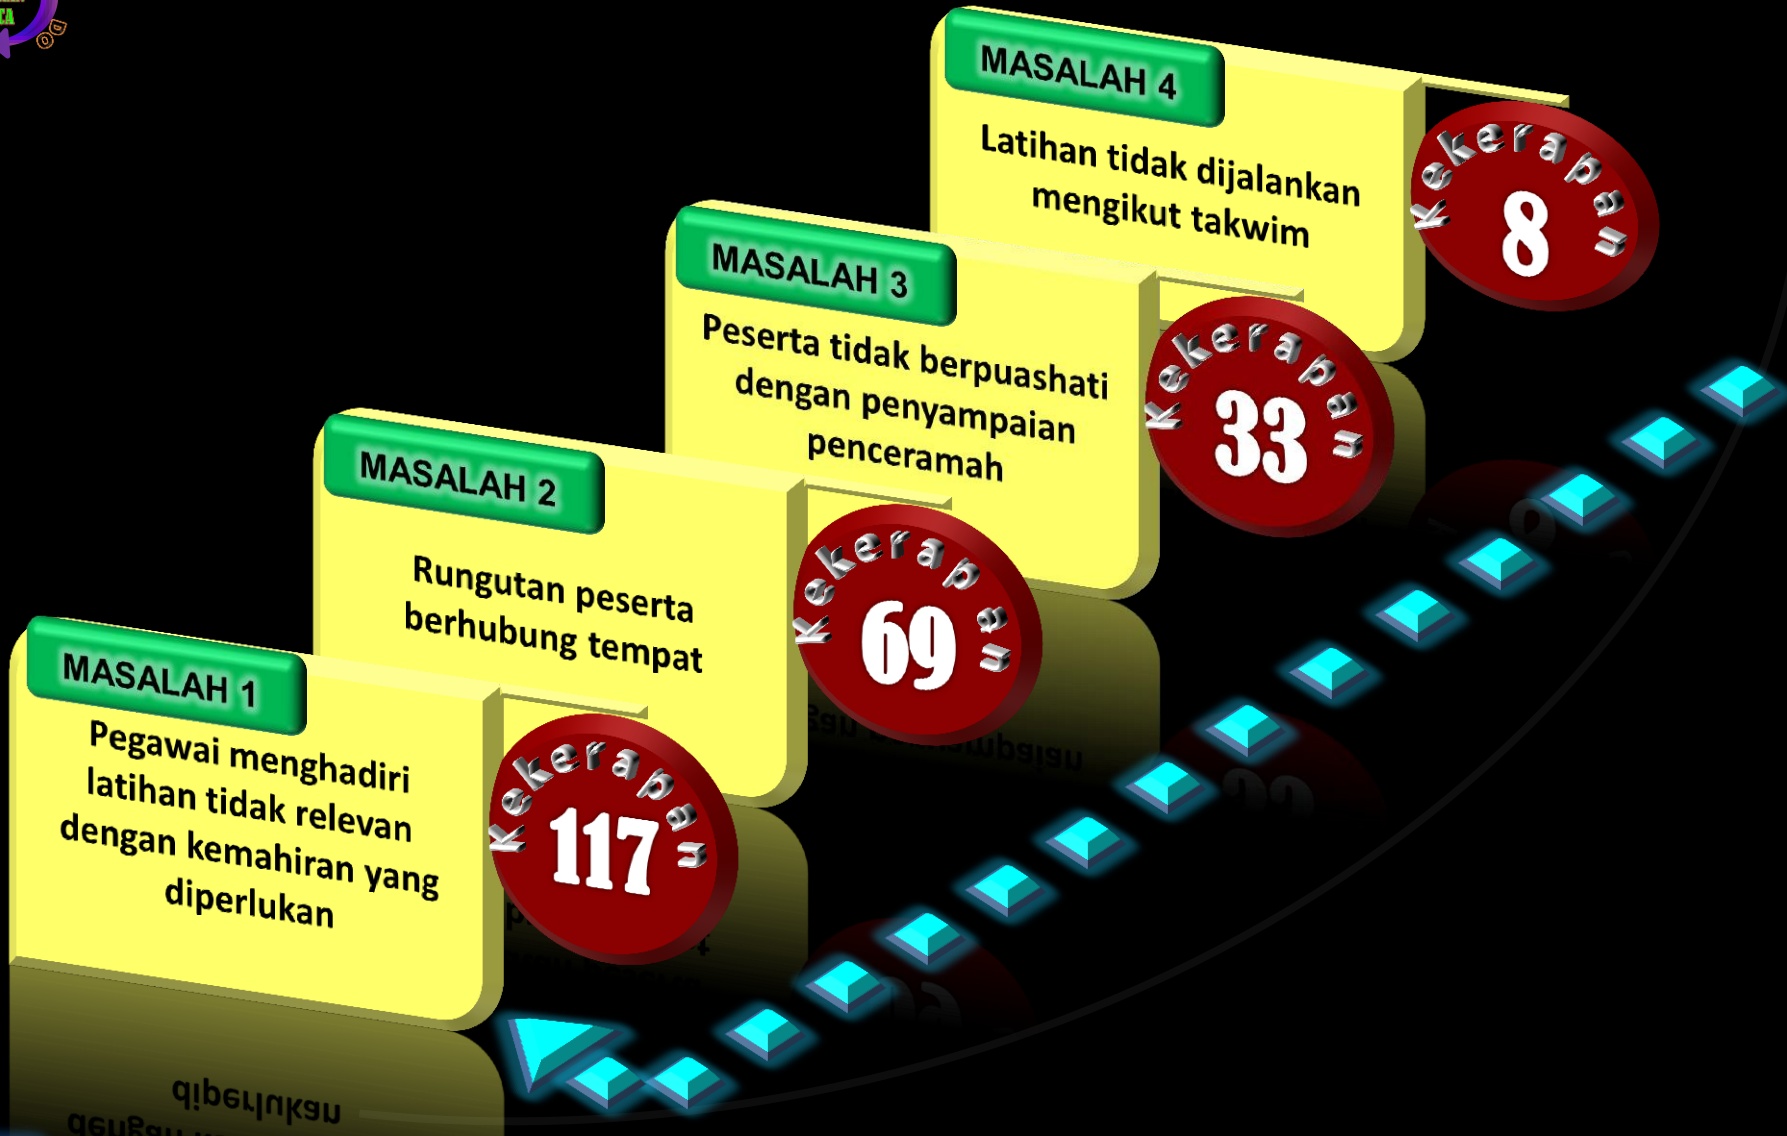 TA
DO
MASALAH 4
Latihan tidak dijalankan
mengikut takwim
Kekerapan
8
MASALAH 3
Peserta tidak berpuashati
dengan penyampaian
penceramah
Kekerapan
33
MASALAH 2
Rungutan peserta
berhubung tempat
Kekerapan
69
MASALAH 1
Pegawai menghadiri
latihan tidak relevan
dengan kemahiran yang
diperlukan
Kekerapan
117